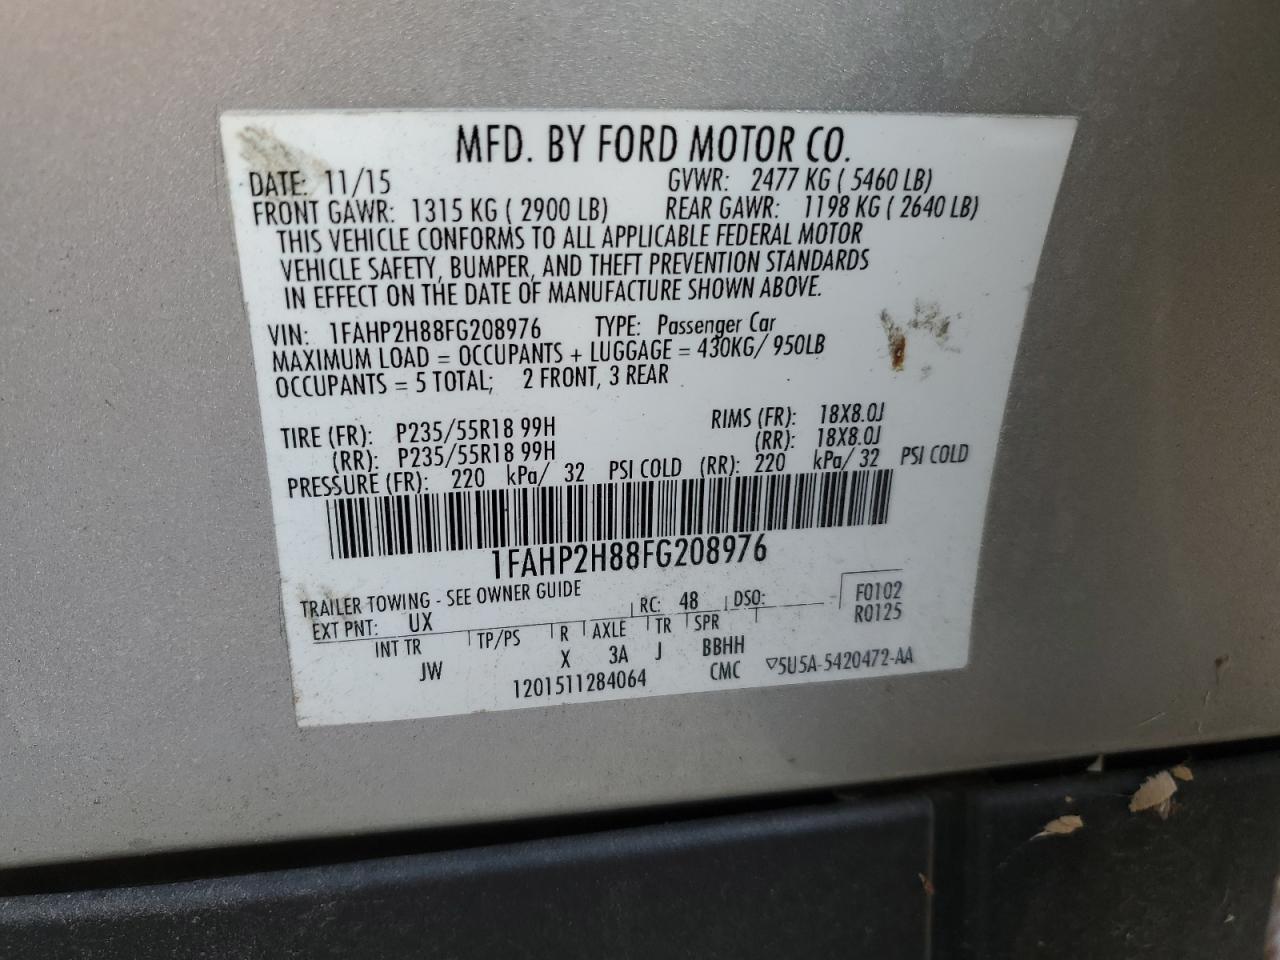 MFD. BY FORD MOTOR CO.
DATE: 11/15 GVWR: 2477 KG ( 5460 LB)
FRONT GAWR: 1315 KG ( 2900 LB) REAR GAWR: 1198 KG ( 2640 LB)
THIS VEHICLE CONFORMS TO ALL APPLICABLE FEDERAL MOTOR
VEHICLE SAFETY, BUMPER, AND THEFT PREVENTION STANDARDS
IN EFFECT ON THE DATE OF MANUFACTURE SHOWN ABOVE.
VIN: 1FAHP2H88FG208976 TYPE: Passenger Car
MAXIMUM LOAD = OCCUPANTS + LUGGAGE = 430KG/ 950LB
OCCUPANTS = 5 TOTAL; 2 FRONT, 3 REAR
TIRE (FR): P235/55R18 99H RIMS (FR): 18X8.0J
(RR): P235/55R18 99H (RR): 18X8.0J
PRESSURE (FR): 220 kPa/ 32 PSI COLD (RR): 220 kPa/ 32 PSI COLD
1FAHP2H88FG208976
TRAILER TOWING - SEE OWNER GUIDE
EXT PNT: UX RC: 48 DSO: F0102
R0125
INT TR TP/PS R AXLE TR SPR
JW X 3A J BBHH
1201511284064 CMC ▽5U5A-5420472-AA